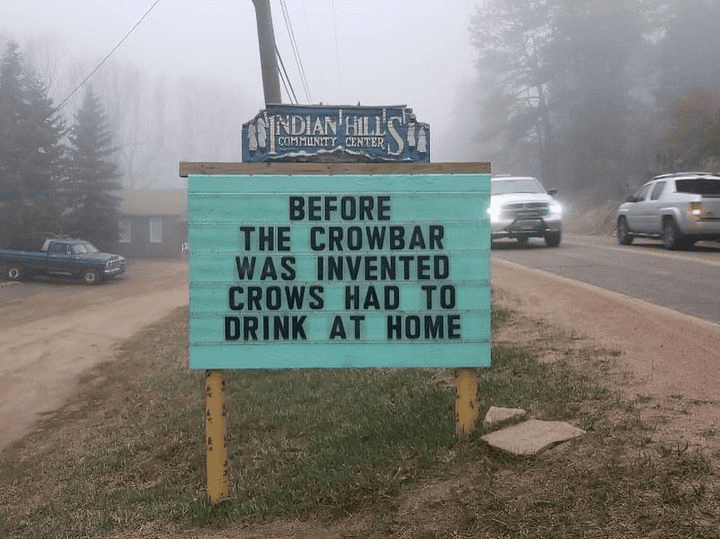 INDIAN HILLS
COMMUNITY CENTER
BEFORE
THE CROWBAR
WAS INVENTED
CROWS HAD TO
DRINK AT HOME